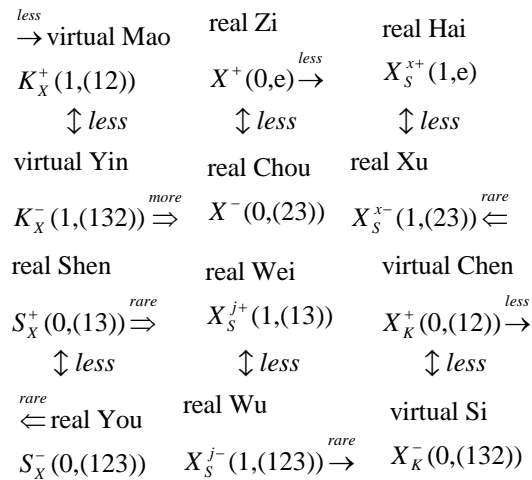 less
→ virtual Mao real Zi real Hai
K_X^+(1,(12)) X^+(0,e) →^{less} X_S^{x+}(1,e)
↕ less ↕ less ↕ less
virtual Yin real Chou real Xu
K_X^-(1,(132)) ⇒^{more} X^-(0,(23)) X_S^{x-}(1,(23)) ⇐^{rare}
real Shen real Wei virtual Chen
S_X^+(0,(13)) ⇒^{rare} X_S^{j+}(1,(13)) X_K^+(0,(12)) →^{less}
↕ less ↕ less ↕ less
⇐^{rare} real You real Wu virtual Si
S_X^-(0,(123)) X_S^{j-}(1,(123)) →^{rare} X_K^-(0,(132))